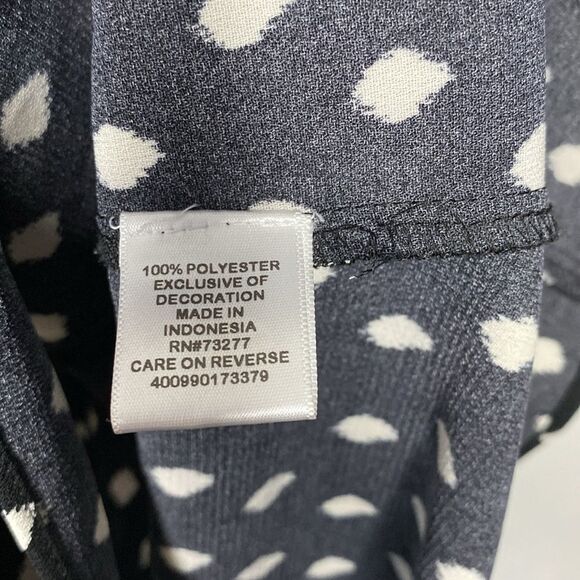 100% POLYESTER
EXCLUSIVE OF
DECORATION
MADE IN
INDONESIA
RN#73277
CARE ON REVERSE
400990173379